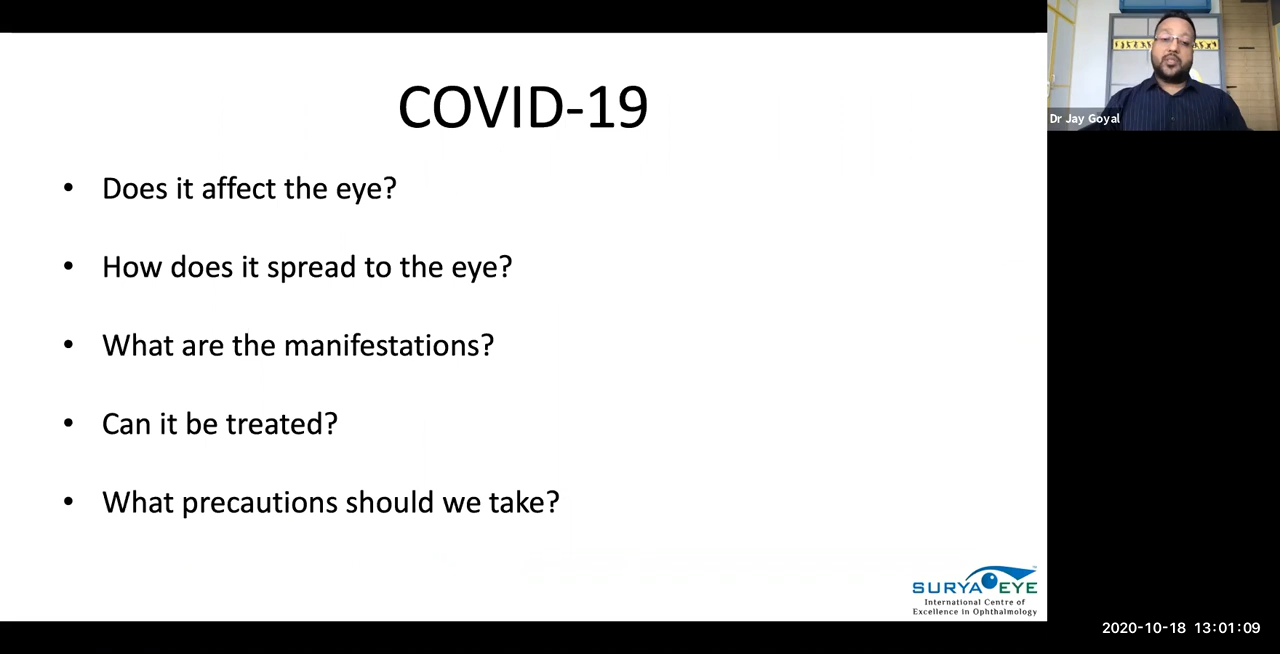 COVID-19
• Does it affect the eye?
• How does it spread to the eye?
• What are the manifestations?
• Can it be treated?
• What precautions should we take?
SURYA EYE
International Centre of
Excellence in Ophthalmology
Dr Jay Goyal
2020-10-18 13:01:09